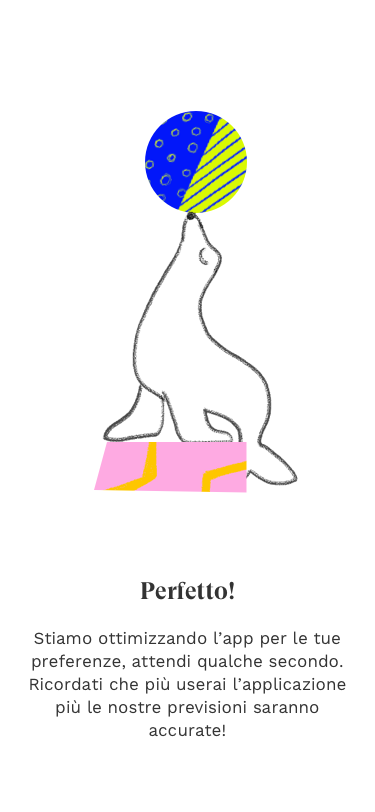 Perfetto!
Stiamo ottimizzando l’app per le tue
preferenze, attendi qualche secondo.
Ricordati che più userai l’applicazione
più le nostre previsioni saranno
accurate!